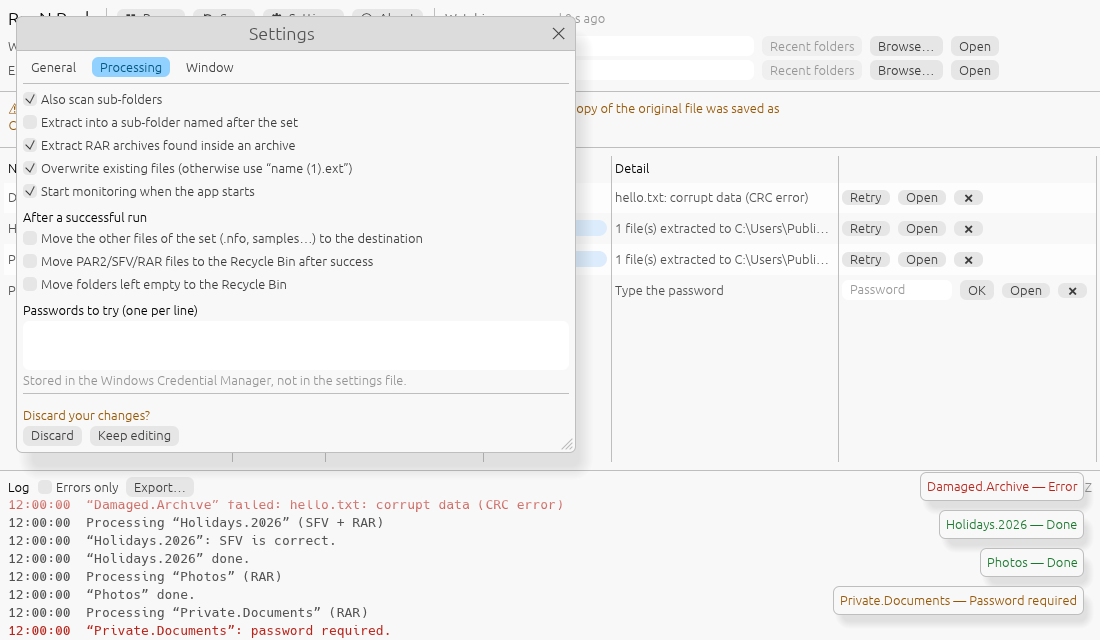 Settings
s ago
General Processing Window
Recent folders Browse… Open
Recent folders Browse… Open
Also scan sub-folders
Extract into a sub-folder named after the set
Extract RAR archives found inside an archive
Overwrite existing files (otherwise use “name (1).ext”)
Start monitoring when the app starts
After a successful run
Move the other files of the set (.nfo, samples…) to the destination
Move PAR2/SFV/RAR files to the Recycle Bin after success
Move folders left empty to the Recycle Bin
Passwords to try (one per line)
Stored in the Windows Credential Manager, not in the settings file.
Discard your changes?
Discard Keep editing
opy of the original file was saved as
Detail
hello.txt: corrupt data (CRC error) Retry Open ×
1 file(s) extracted to C:\Users\Publi… Retry Open ×
1 file(s) extracted to C:\Users\Publi… Retry Open ×
Type the password Password OK Open ×
Log Errors only Export…
12:00:00 “Damaged.Archive” failed: hello.txt: corrupt data (CRC error)
12:00:00 Processing “Holidays.2026” (SFV + RAR)
12:00:00 “Holidays.2026”: SFV is correct.
12:00:00 “Holidays.2026” done.
12:00:00 Processing “Photos” (RAR)
12:00:00 “Photos” done.
12:00:00 Processing “Private.Documents” (RAR)
12:00:00 “Private.Documents”: password required.
Damaged.Archive — Error
Holidays.2026 — Done
Photos — Done
Private.Documents — Password required